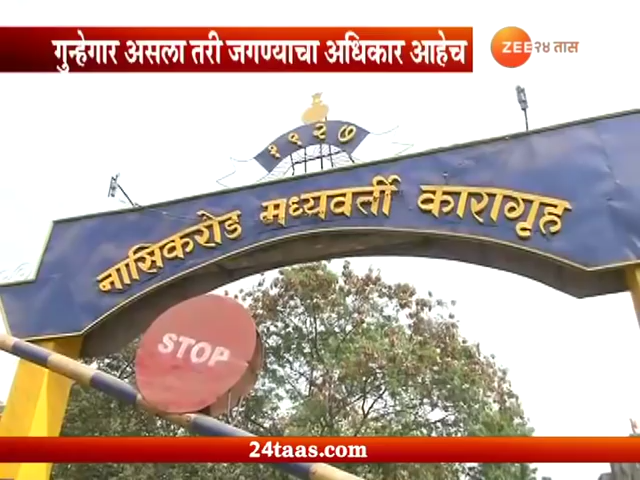 गुन्हेगार असला तरी जगण्याचा अधिकार आहेच
ZEE २४ तास
१९२७
नासिकरोड मध्यवर्ती कारागृह
STOP
24taas.com